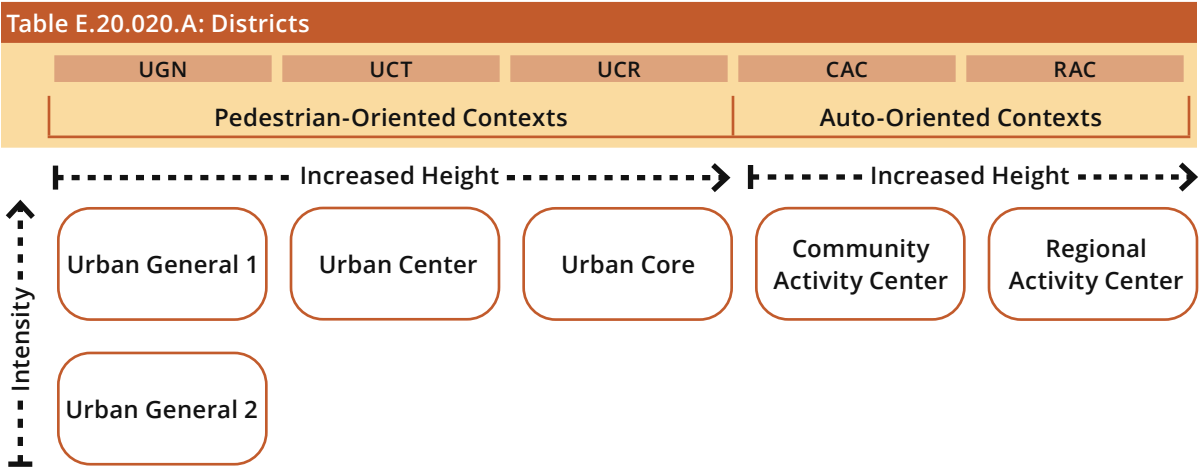 Table E.20.020.A: Districts
UGN UCT UCR CAC RAC
Pedestrian-Oriented Contexts Auto-Oriented Contexts
Increased Height Increased Height
Intensity
Urban General 1
Urban Center
Urban Core
Community
Activity Center
Regional
Activity Center
Urban General 2